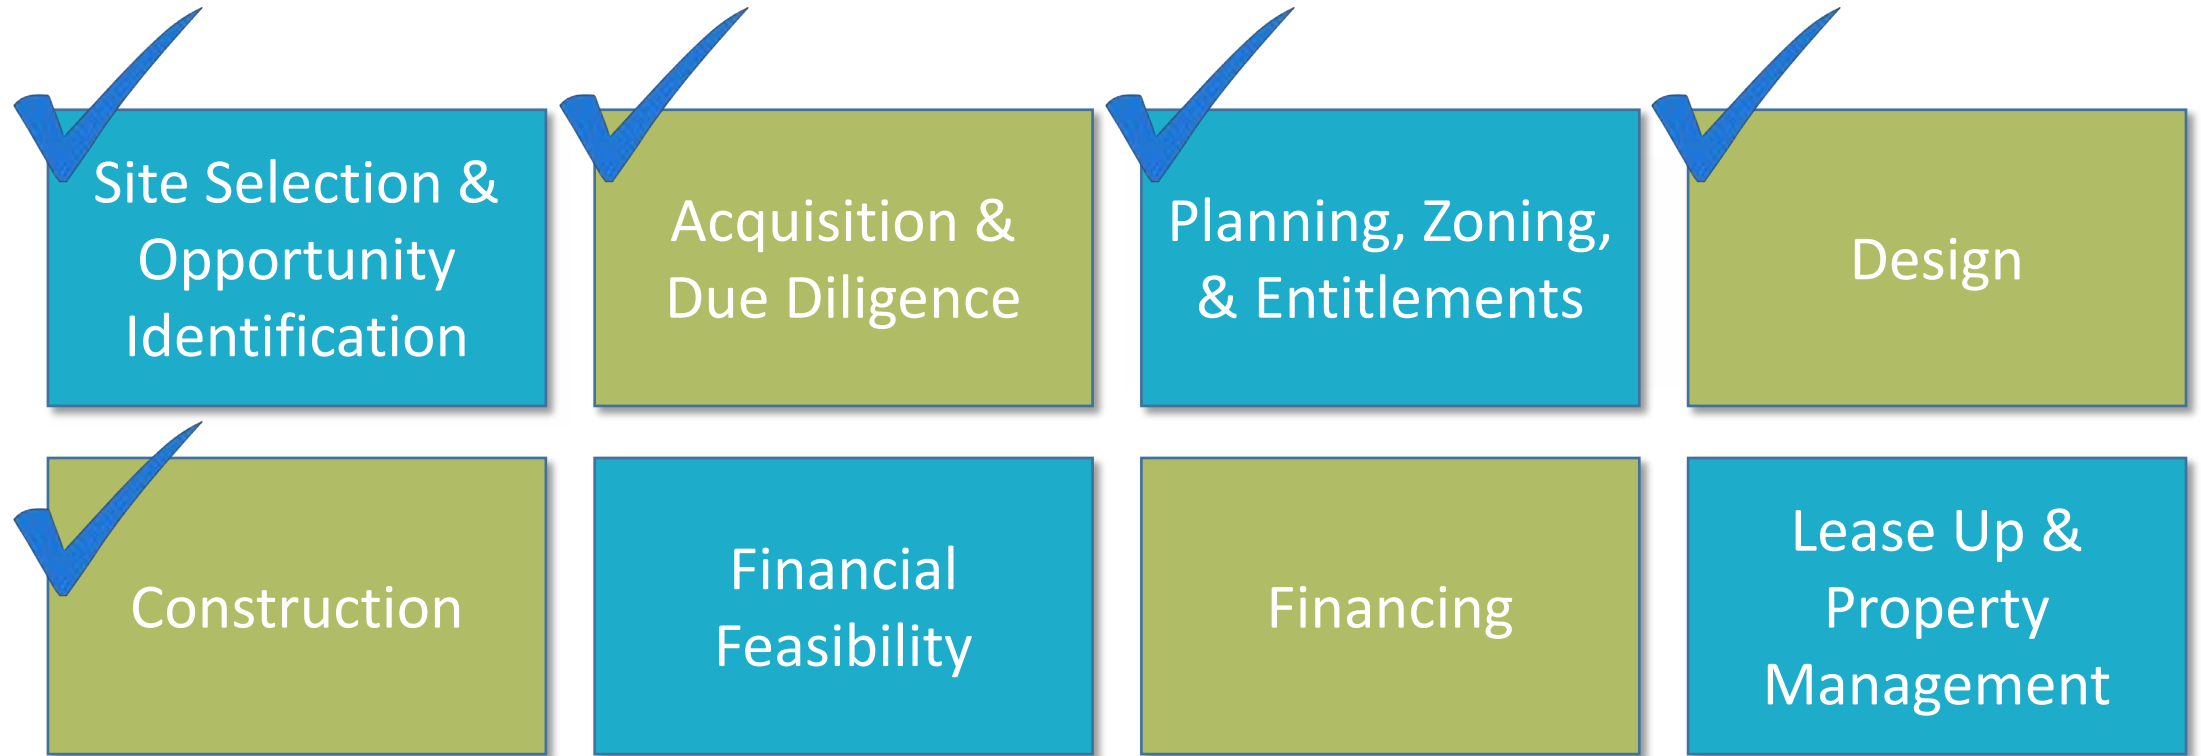 Site Selection &
Opportunity
Identification
Acquisition &
Due Diligence
Planning, Zoning,
& Entitlements
Design
Construction
Financial
Feasibility
Financing
Lease Up &
Property
Management